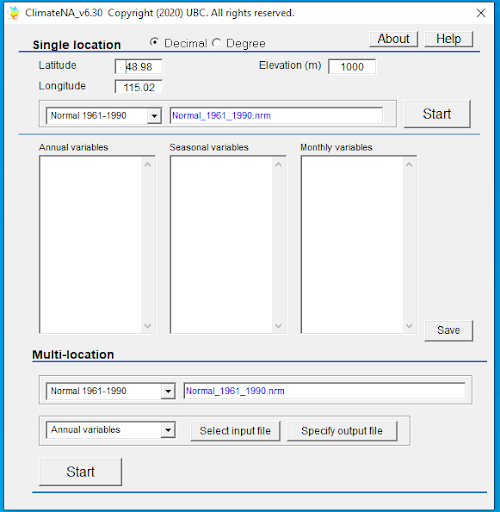 ClimateNA_v6.30 Copyright (2020) UBC. All rights reserved.
Single location
Decimal Degree
About Help
Latitude 48.98 Elevation (m) 1000
Longitude 115.02
Normal 1961-1990 Normal_1961_1990.nrm Start
Annual variables Seasonal variables Monthly variables
Save
Multi-location
Normal 1961-1990 Normal_1961_1990.nrm
Annual variables Select input file Specify output file
Start